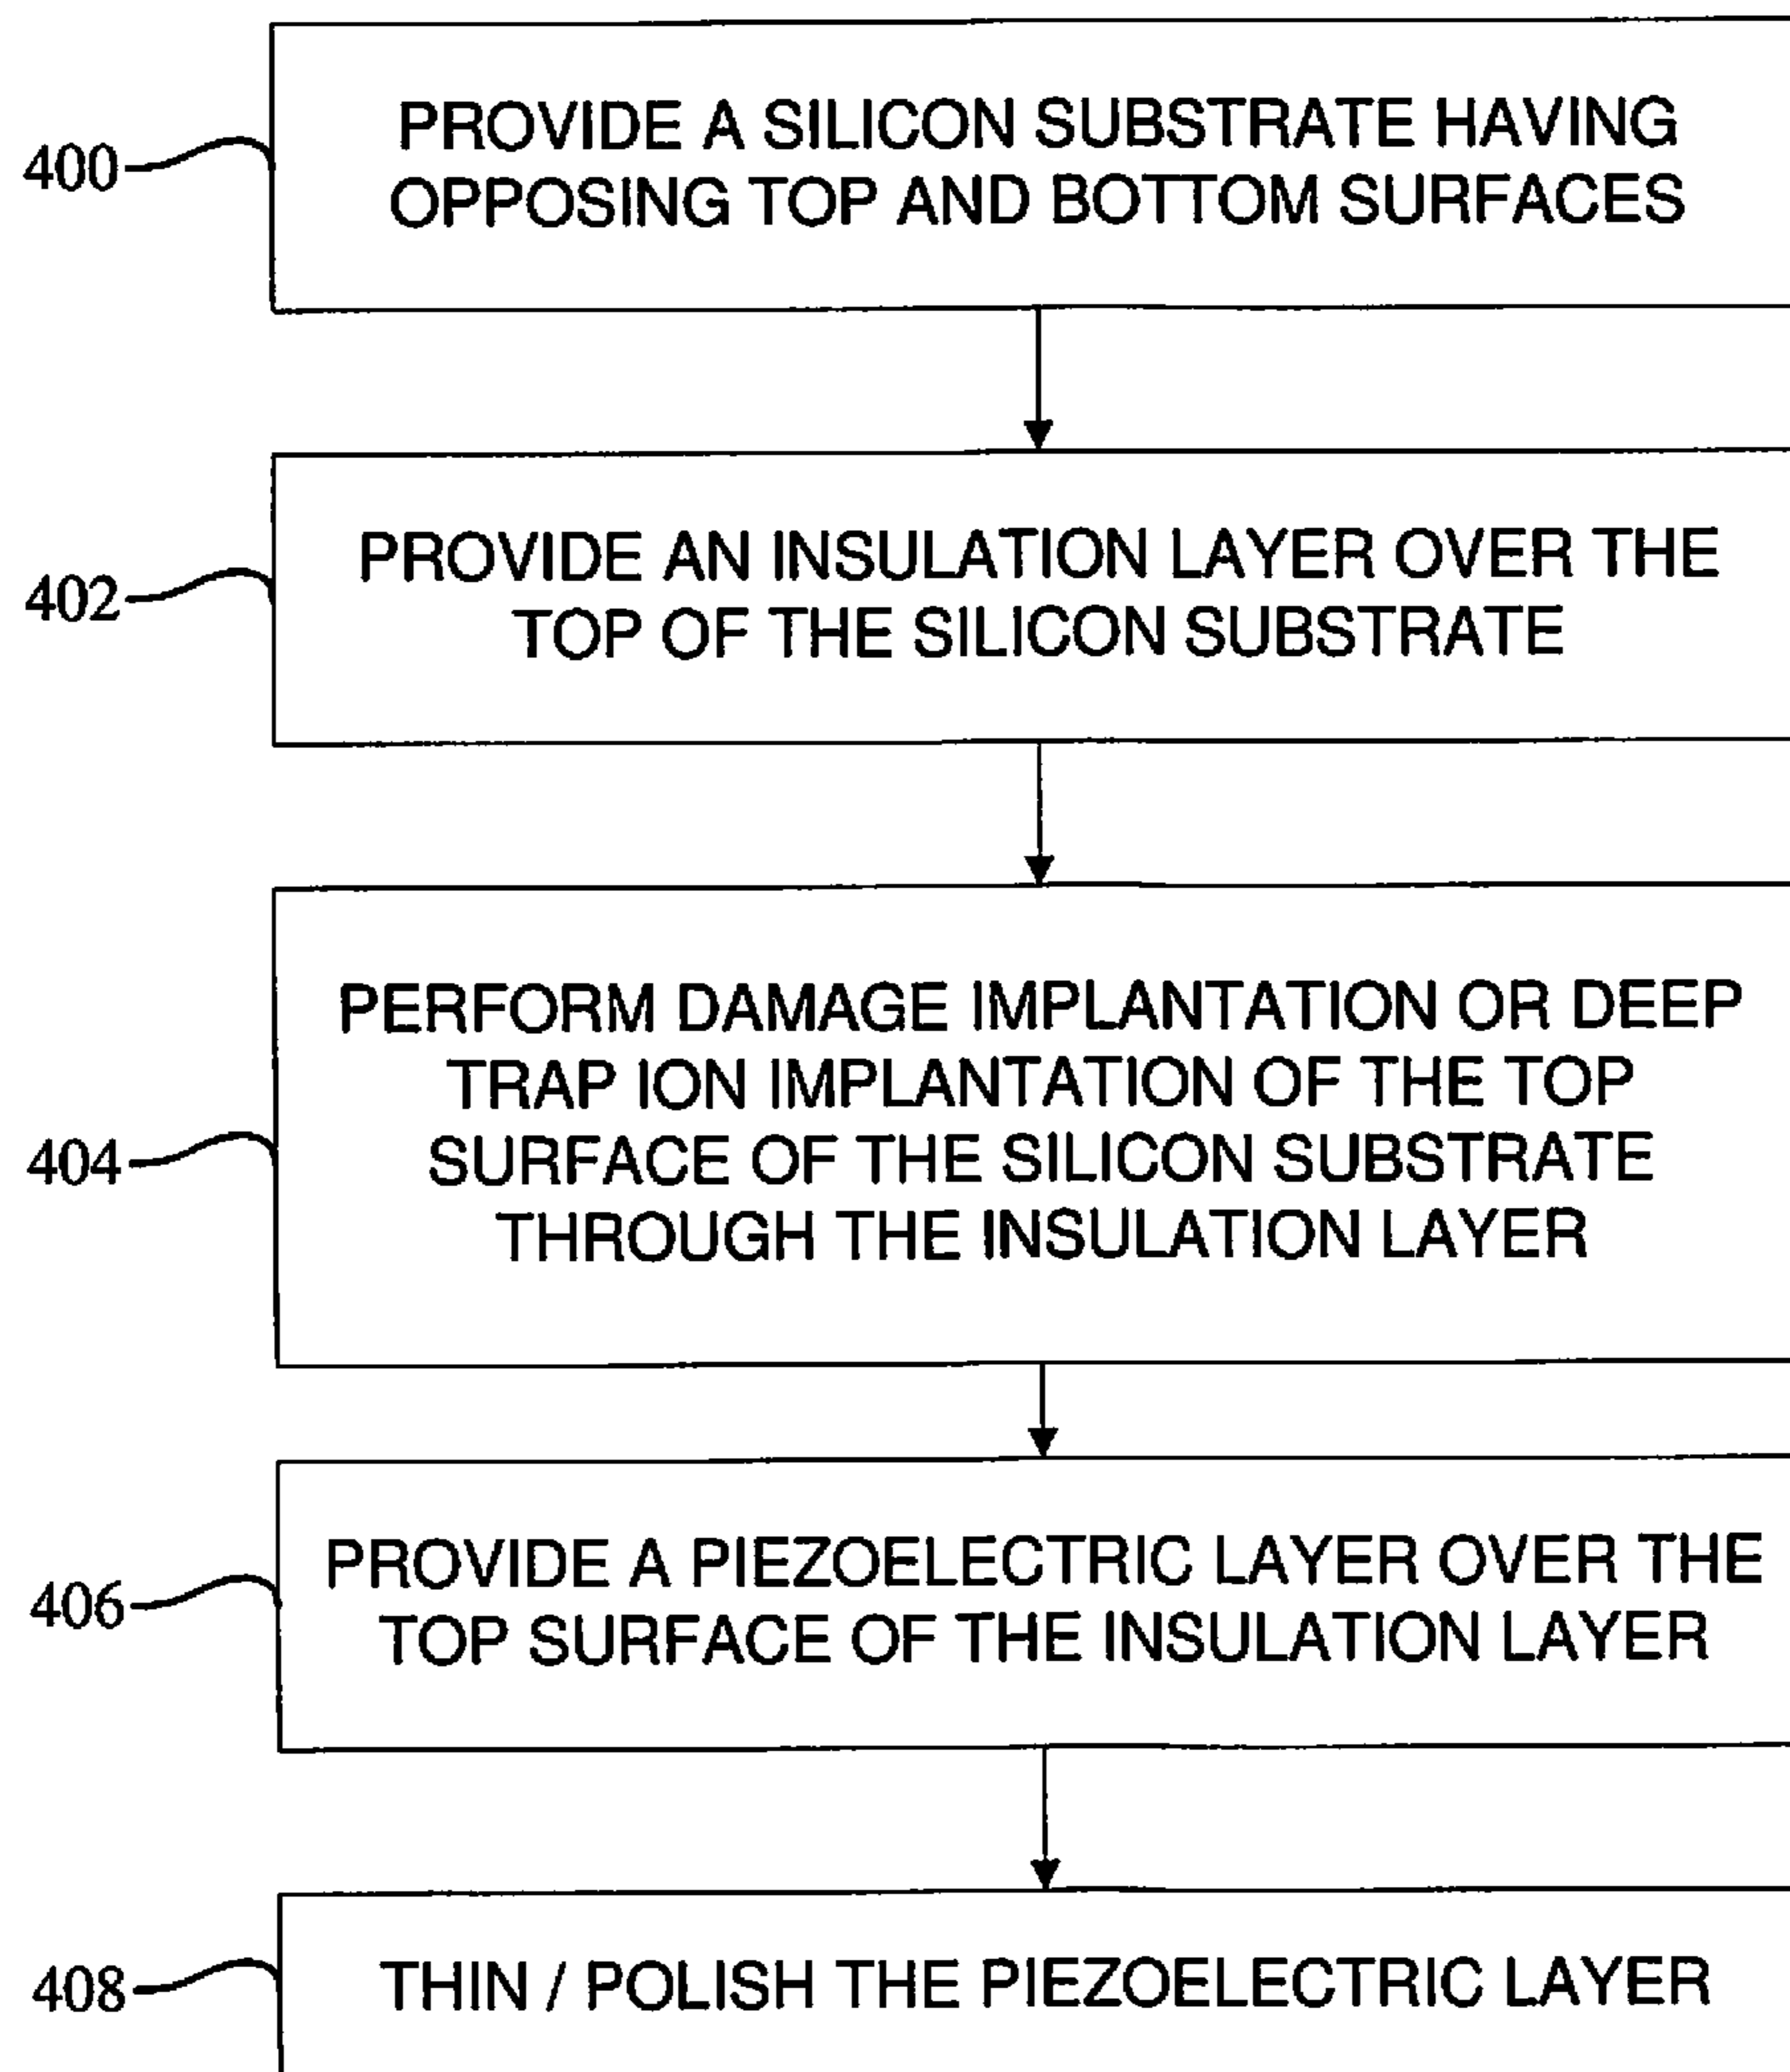 400
PROVIDE A SILICON SUBSTRATE HAVING
OPPOSING TOP AND BOTTOM SURFACES
402
PROVIDE AN INSULATION LAYER OVER THE
TOP OF THE SILICON SUBSTRATE
404
PERFORM DAMAGE IMPLANTATION OR DEEP
TRAP ION IMPLANTATION OF THE TOP
SURFACE OF THE SILICON SUBSTRATE
THROUGH THE INSULATION LAYER
406
PROVIDE A PIEZOELECTRIC LAYER OVER THE
TOP SURFACE OF THE INSULATION LAYER
408
THIN / POLISH THE PIEZOELECTRIC LAYER